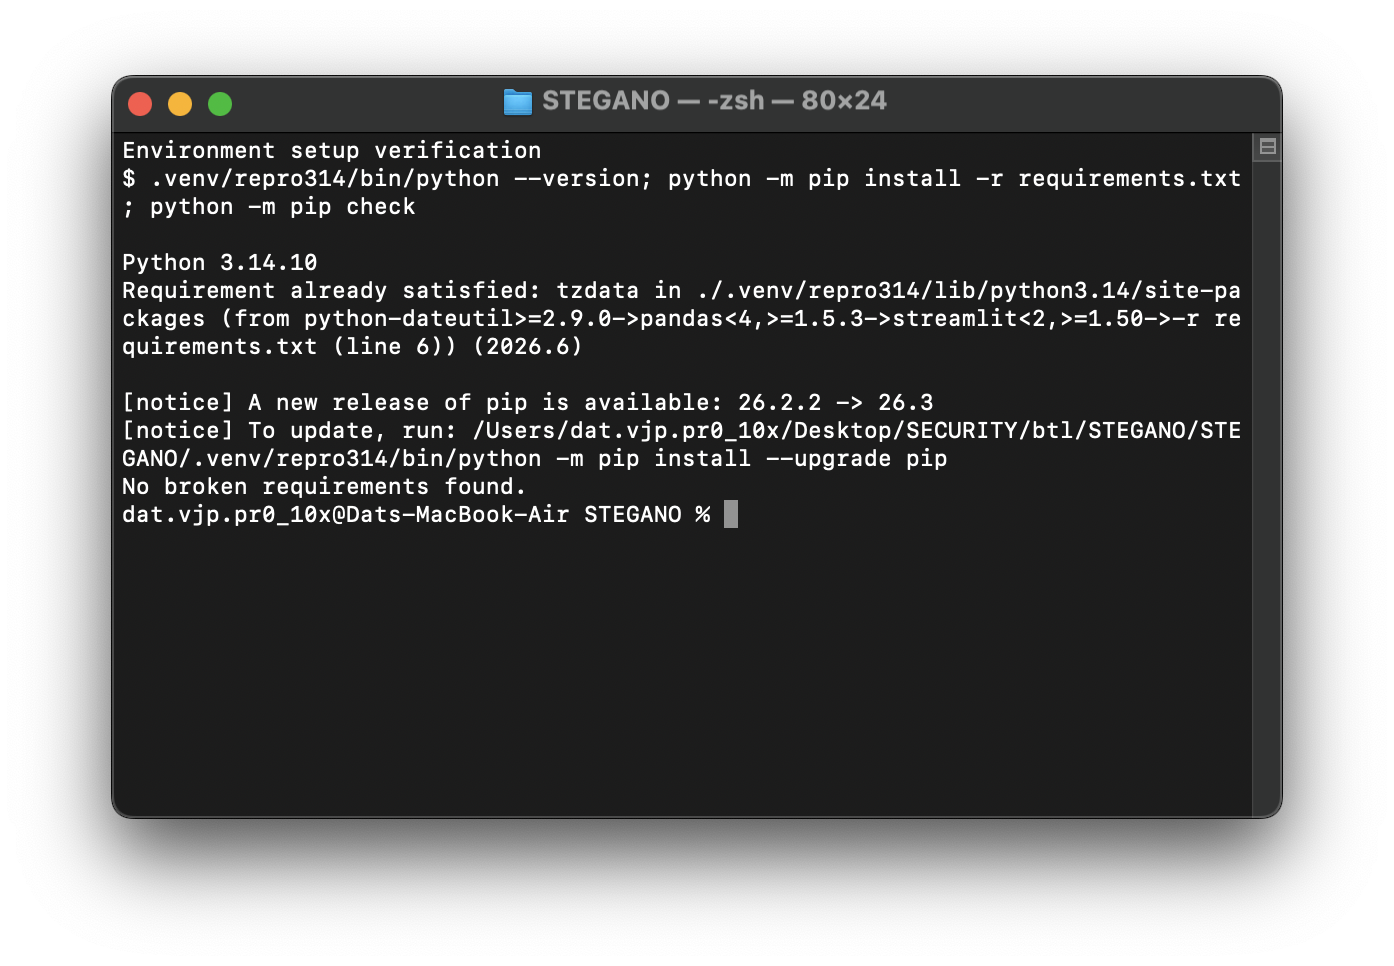 STEGANO — -zsh — 80×24
Environment setup verification
$ .venv/repro314/bin/python --version; python -m pip install -r requirements.txt
; python -m pip check
Python 3.14.10
Requirement already satisfied: tzdata in ./.venv/repro314/lib/python3.14/site-pa
ckages (from python-dateutil>=2.9.0->pandas<4,>=1.5.3->streamlit<2,>=1.50->-r re
quirements.txt (line 6)) (2026.6)
[notice] A new release of pip is available: 26.2.2 -> 26.3
[notice] To update, run: /Users/dat.vjp.pr0_10x/Desktop/SECURITY/btl/STEGANO/STE
GANO/.venv/repro314/bin/python -m pip install --upgrade pip
No broken requirements found.
dat.vjp.pr0_10x@Dats-MacBook-Air STEGANO %